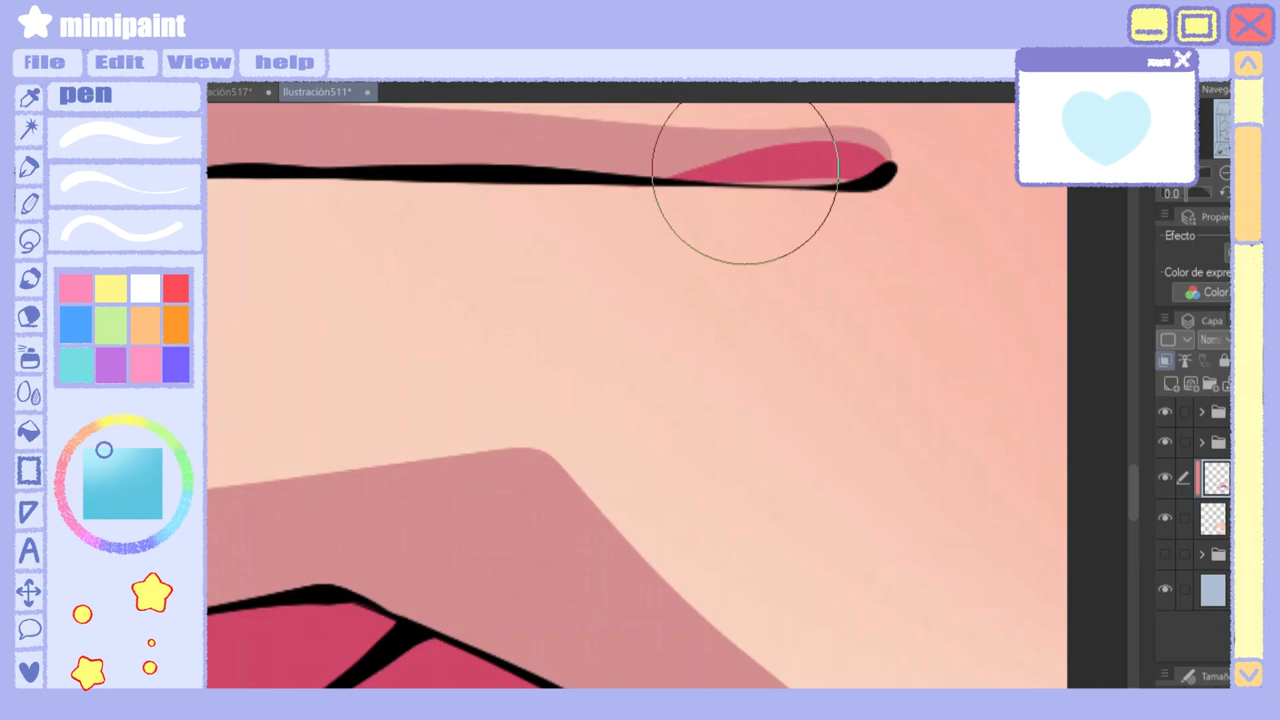 mimipaint
File Edit View help
pen
ación517* Ilustración511*
Naveg
0.0
Propie
Efecto
Color de expre
Color
Capa
Norm
A
Tamañ